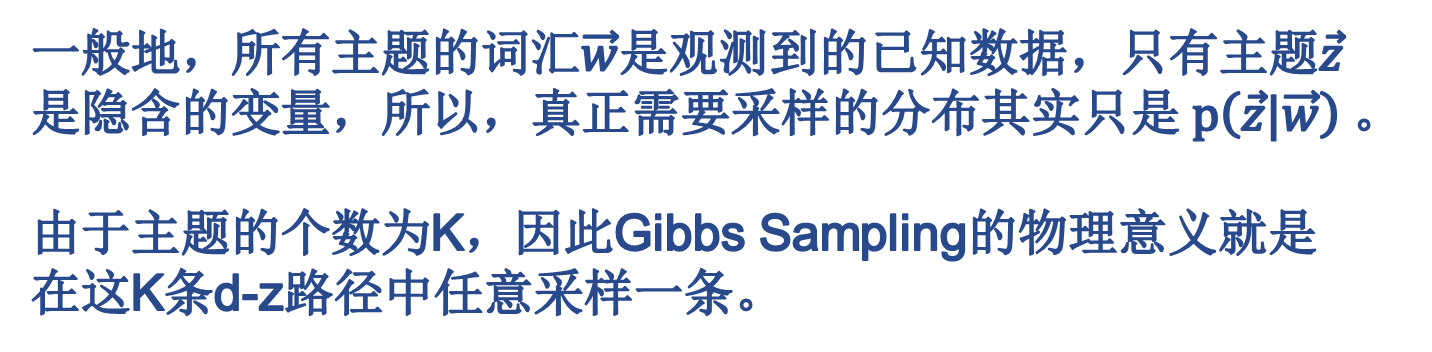 一般地，所有主题的词汇w⃗是观测到的已知数据，只有主题z⃗
是隐含的变量，所以，真正需要采样的分布其实只是 p(z⃗|w⃗) 。
由于主题的个数为K，因此Gibbs Sampling的物理意义就是
在这K条d-z路径中任意采样一条。